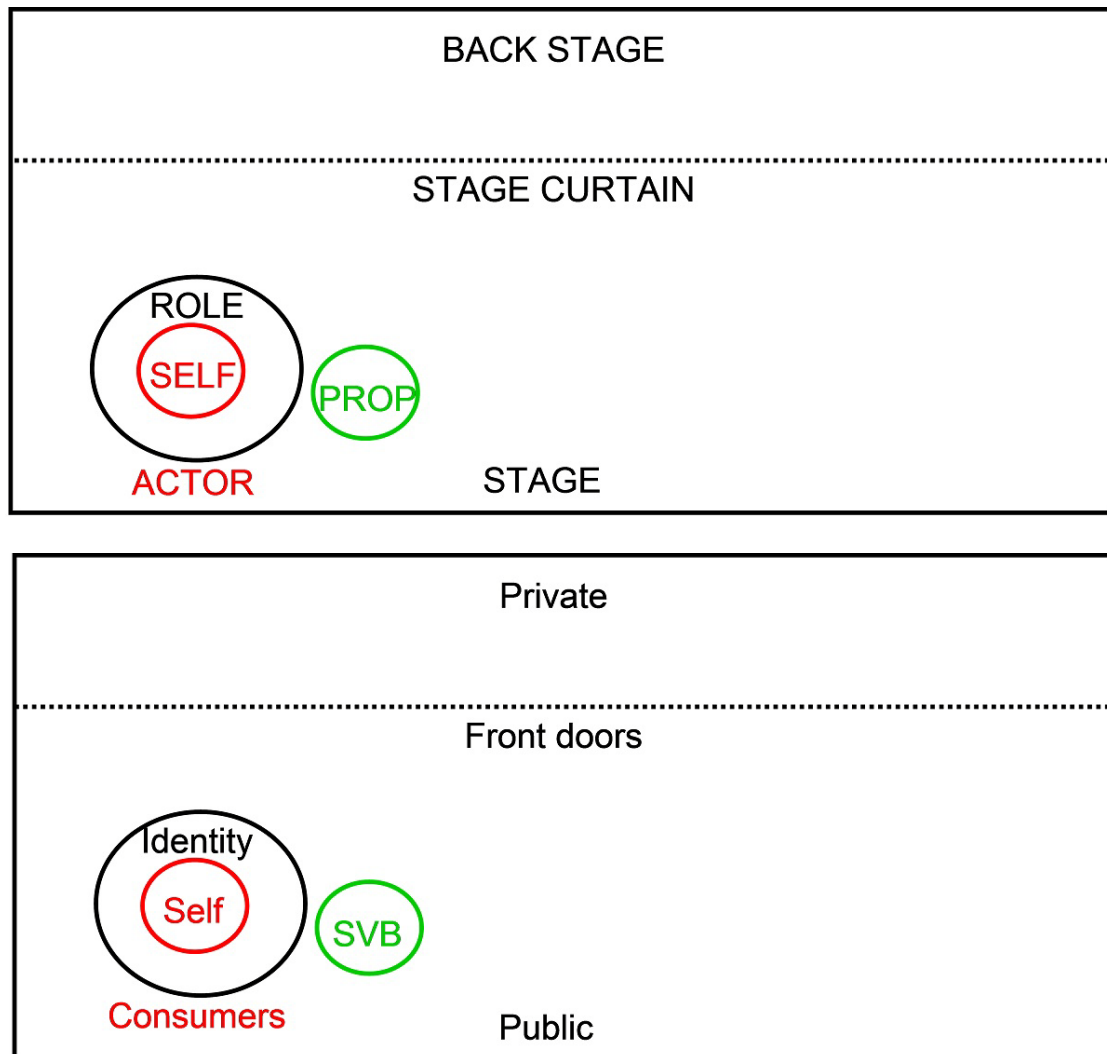 BACK STAGE
STAGE CURTAIN
ROLE
SELF
PROP
ACTOR
STAGE
Private
Front doors
Identity
Self
SVB
Consumers
Public